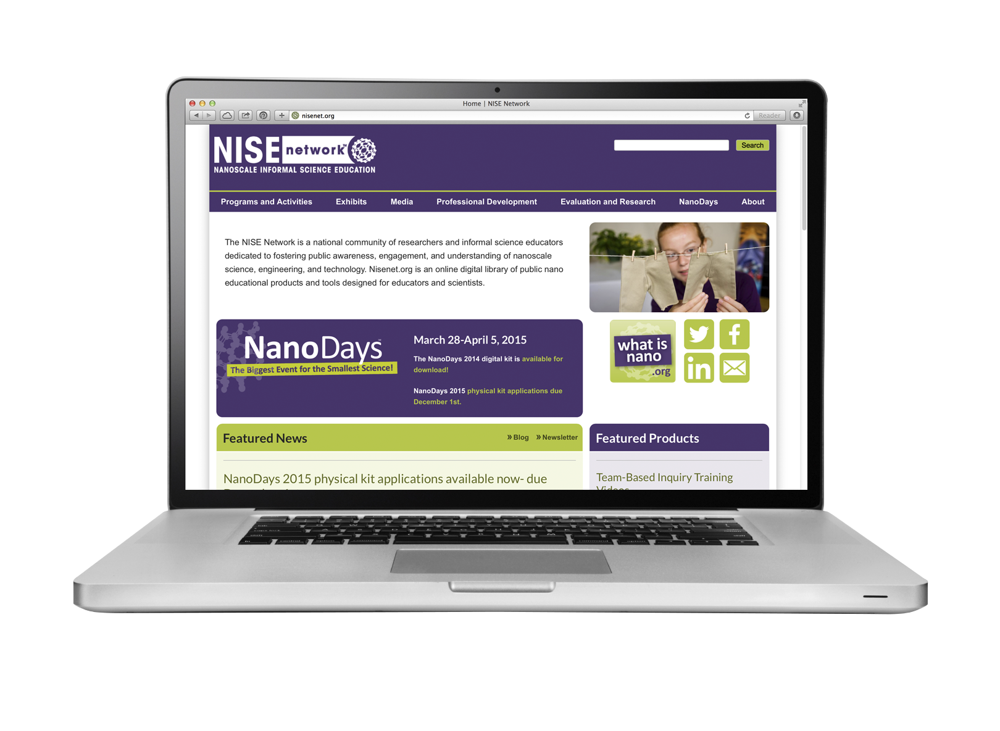 Home | NISE Network
nisenet.org
Reader
NISE network™
NANOSCALE INFORMAL SCIENCE EDUCATION
Search
Programs and Activities Exhibits Media Professional Development Evaluation and Research NanoDays About
The NISE Network is a national community of researchers and informal science educators
dedicated to fostering public awareness, engagement, and understanding of nanoscale
science, engineering, and technology. Nisenet.org is an online digital library of public nano
educational products and tools designed for educators and scientists.
NanoDays™
The Biggest Event for the Smallest Science!
March 28-April 5, 2015
The NanoDays 2014 digital kit is available for
download!
NanoDays 2015 physical kit applications due
December 1st.
what is
nano
.org
Featured News
» Blog » Newsletter
NanoDays 2015 physical kit applications available now- due
Featured Products
Team-Based Inquiry Training
Videos